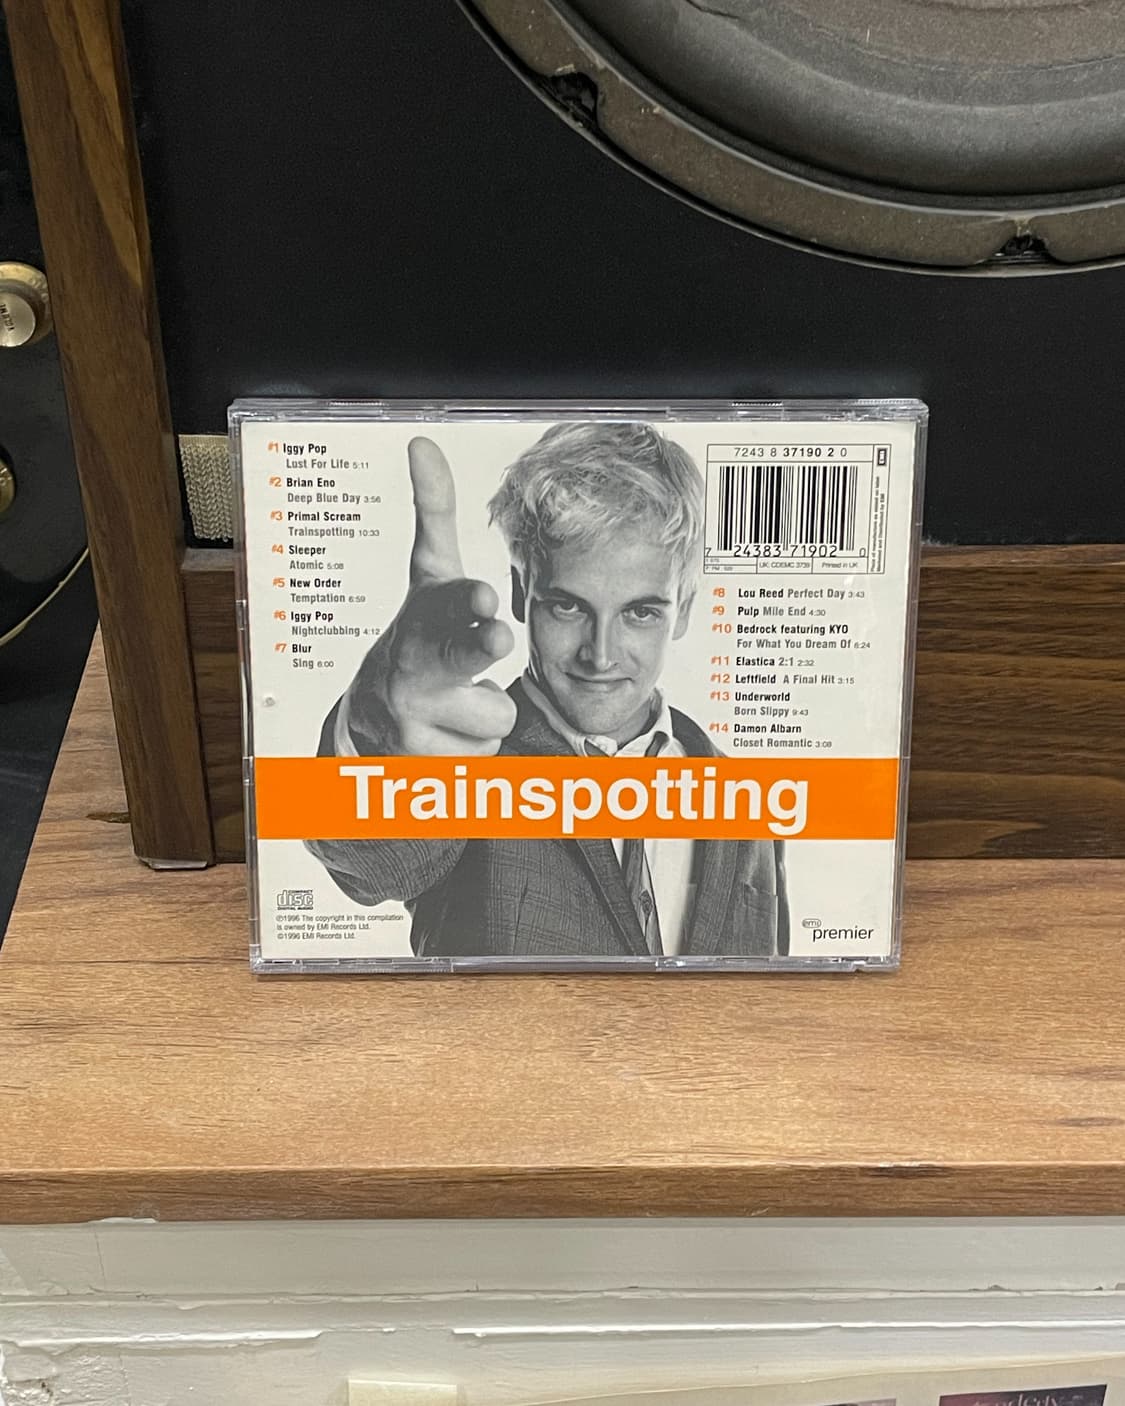 #1 Iggy Pop
Lust For Life 5:11
#2 Brian Eno
Deep Blue Day 3:56
#3 Primal Scream
Trainspotting 10:33
#4 Sleeper
Atomic 5:08
#5 New Order
Temptation 6:59
#6 Iggy Pop
Nightclubbing 4:12
#7 Blur
Sing 6:00
7243 8 37190 2 0
7 24383 71902 0
UK: CDEMC 3739
Printed in UK
#8 Lou Reed Perfect Day 3:43
#9 Pulp Mile End 4:30
#10 Bedrock featuring KYO
For What You Dream Of 6:24
#11 Elastica 2:1 2:32
#12 Leftfield A Final Hit 3:15
#13 Underworld
Born Slippy 9:43
#14 Damon Albarn
Closet Romantic 3:08
Trainspotting
COMPACT
disc
DIGITAL AUDIO
℗1996 The copyright in this compilation
is owned by EMI Records Ltd.
©1996 EMI Records Ltd.
emi
premier